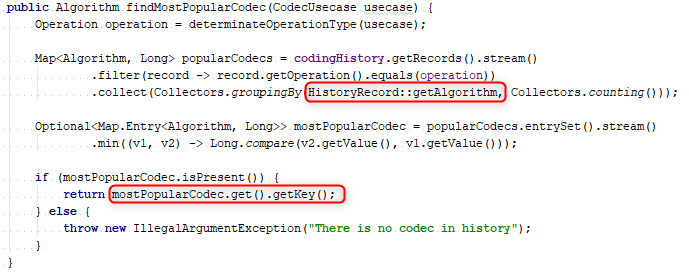 public Algorithm findMostPopularCodec(CodecUsecase usecase) {
Operation operation = determinateOperationType(usecase);
Map<Algorithm, Long> popularCodecs = codingHistory.getRecords().stream()
.filter(record -> record.getOperation().equals(operation))
.collect(Collectors.groupingBy(HistoryRecord::getAlgorithm, Collectors.counting()));
Optional<Map.Entry<Algorithm, Long>> mostPopularCodec = popularCodecs.entrySet().stream()
.min((v1, v2) -> Long.compare(v2.getValue(), v1.getValue()));
if (mostPopularCodec.isPresent()) {
return mostPopularCodec.get().getKey();
} else {
throw new IllegalArgumentException("There is no codec in history");
}
}